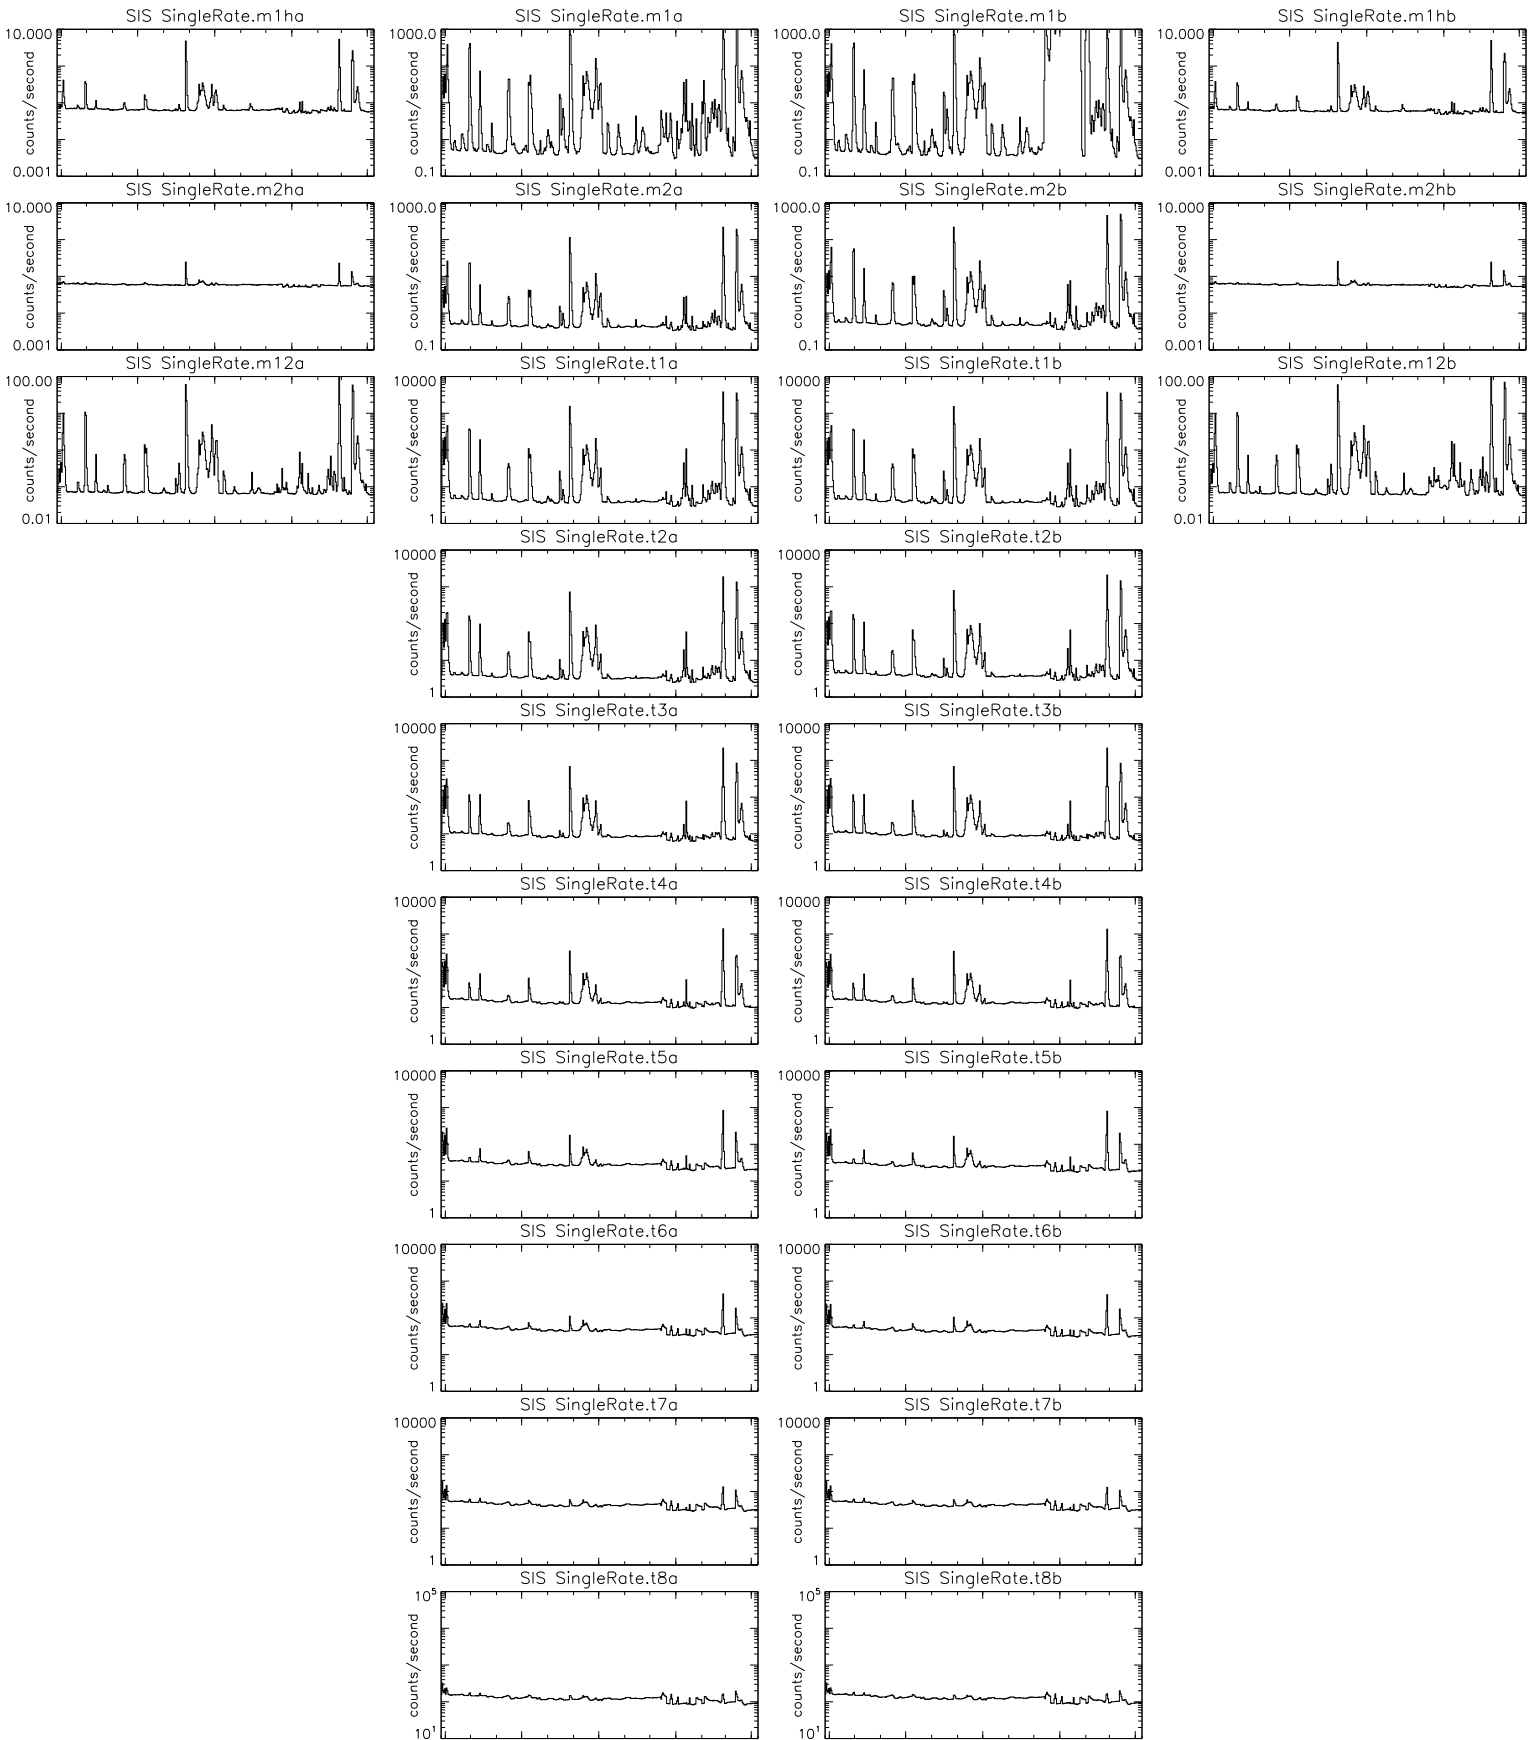 SIS SingleRate.m1ha SIS SingleRate.m1a SIS SingleRate.m1b SIS SingleRate.m1hb
10.000 1000.0 1000.0 10.000
counts/second counts/second counts/second counts/second
0.001 0.1 0.1 0.001
SIS SingleRate.m2ha SIS SingleRate.m2a SIS SingleRate.m2b SIS SingleRate.m2hb
10.000 1000.0 1000.0 10.000
counts/second counts/second counts/second counts/second
0.001 0.1 0.1 0.001
SIS SingleRate.m12a SIS SingleRate.t1a SIS SingleRate.t1b SIS SingleRate.m12b
100.00 10000 10000 100.00
counts/second counts/second counts/second counts/second
0.01 1 1 0.01
SIS SingleRate.t2a SIS SingleRate.t2b
10000 10000
counts/second counts/second
1 1
SIS SingleRate.t3a SIS SingleRate.t3b
10000 10000
counts/second counts/second
1 1
SIS SingleRate.t4a SIS SingleRate.t4b
10000 10000
counts/second counts/second
1 1
SIS SingleRate.t5a SIS SingleRate.t5b
10000 10000
counts/second counts/second
1 1
SIS SingleRate.t6a SIS SingleRate.t6b
10000 10000
counts/second counts/second
1 1
SIS SingleRate.t7a SIS SingleRate.t7b
10000 10000
counts/second counts/second
1 1
SIS SingleRate.t8a SIS SingleRate.t8b
10⁵ 10⁵
counts/second counts/second
10¹ 10¹